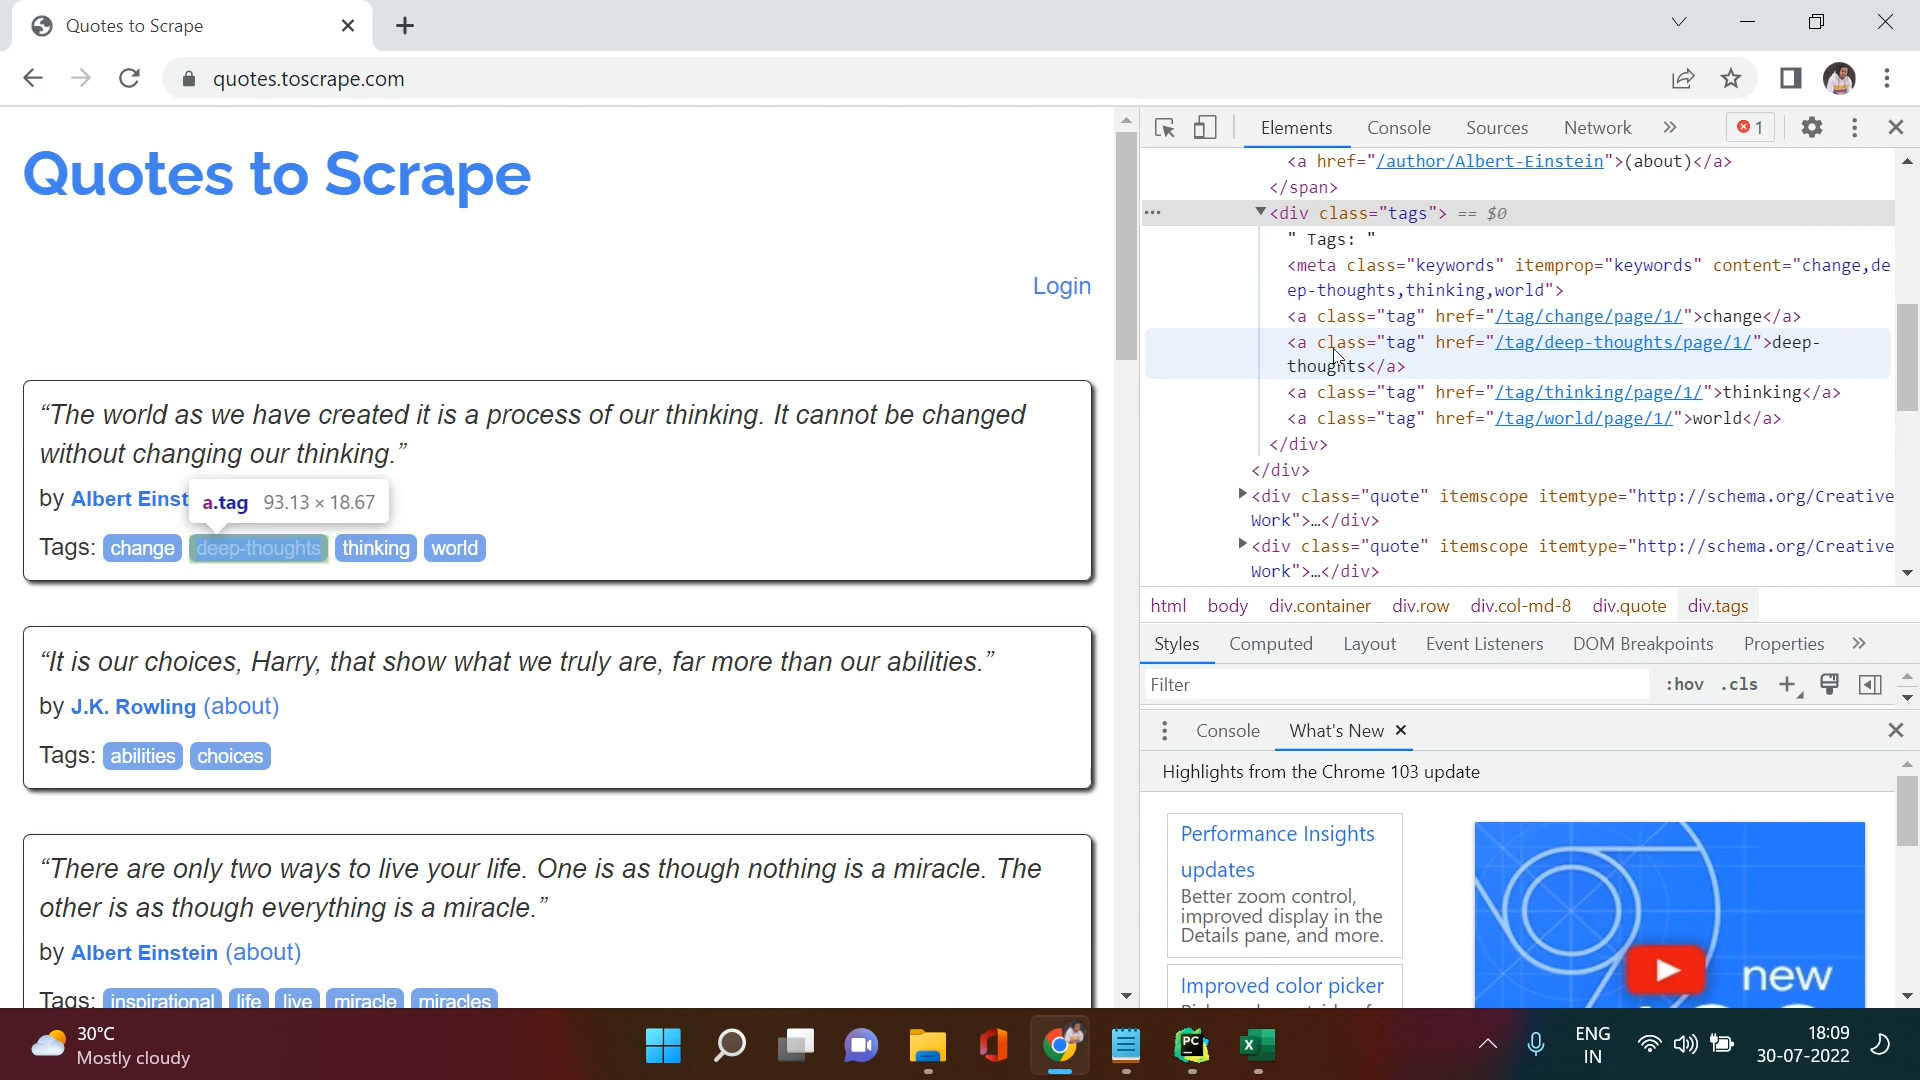 Quotes to Scrape
quotes.toscrape.com
Quotes to Scrape
Login
“The world as we have created it is a process of our thinking. It cannot be changed
without changing our thinking.”
by Albert Einst
a.tag 93.13 × 18.67
Tags: change deep-thoughts thinking world
“It is our choices, Harry, that show what we truly are, far more than our abilities.”
by J.K. Rowling (about)
Tags: abilities choices
“There are only two ways to live your life. One is as though nothing is a miracle. The
other is as though everything is a miracle.”
by Albert Einstein (about)
Tags: inspirational life live miracle miracles
Elements Console Sources Network 1
<a href="/author/Albert-Einstein">(about)</a>
</span>
<div class="tags"> == $0
" Tags: "
<meta class="keywords" itemprop="keywords" content="change,de
ep-thoughts,thinking,world">
<a class="tag" href="/tag/change/page/1/">change</a>
<a class="tag" href="/tag/deep-thoughts/page/1/">deep-
thoughts</a>
<a class="tag" href="/tag/thinking/page/1/">thinking</a>
<a class="tag" href="/tag/world/page/1/">world</a>
</div>
</div>
<div class="quote" itemscope itemtype="http://schema.org/Creative
Work">…</div>
<div class="quote" itemscope itemtype="http://schema.org/Creative
Work">…</div>
html body div.container div.row div.col-md-8 div.quote div.tags
Styles Computed Layout Event Listeners DOM Breakpoints Properties
Filter :hov .cls
Console What's New
Highlights from the Chrome 103 update
Performance Insights
updates
Better zoom control,
improved display in the
Details pane, and more.
Improved color picker
new
30°C
Mostly cloudy
PC
X
ENG
IN
18:09
30-07-2022